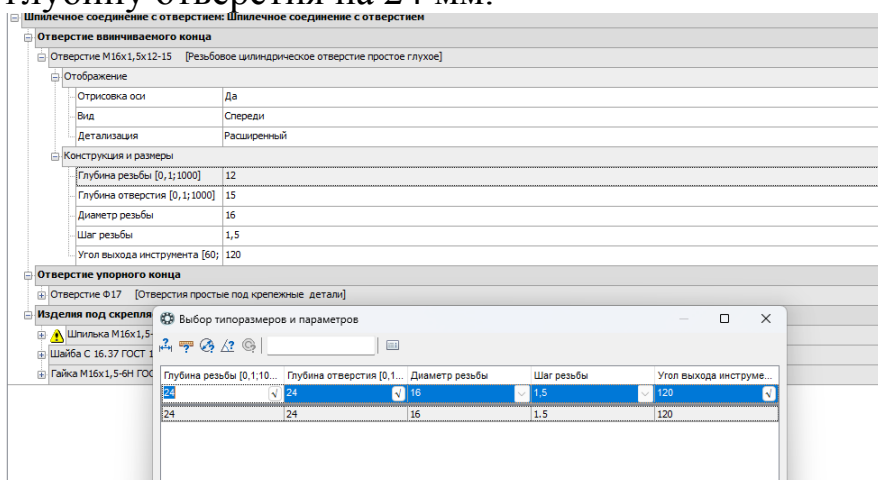 глубину отверстия на 24 мм.
Шпилечное соединение с отверстием: Шпилечное соединение с отверстием
Отверстие ввинчиваемого конца
Отверстие М16х1,5х12-15 [Резьбовое цилиндрическое отверстие простое глухое]
Отображение
Отрисовка оси Да
Вид Спереди
Детализация Расширенный
Конструкция и размеры
Глубина резьбы [0,1;1000] 12
Глубина отверстия [0,1;1000] 15
Диаметр резьбы 16
Шаг резьбы 1,5
Угол выхода инструмента [60; 120
Отверстие упорного конца
Отверстие Ф17 [Отверстия простые под крепежные детали]
Изделия под скрепля
Шпилька М16х1,5-
Шайба С 16.37 ГОСТ 1
Гайка М16х1,5-6Н ГОС
Выбор типоразмеров и параметров
Глубина резьбы [0,1;10... Глубина отверстия [0,1... Диаметр резьбы Шаг резьбы Угол выхода инструме...
24 24 16 1,5 120
24 24 16 1.5 120